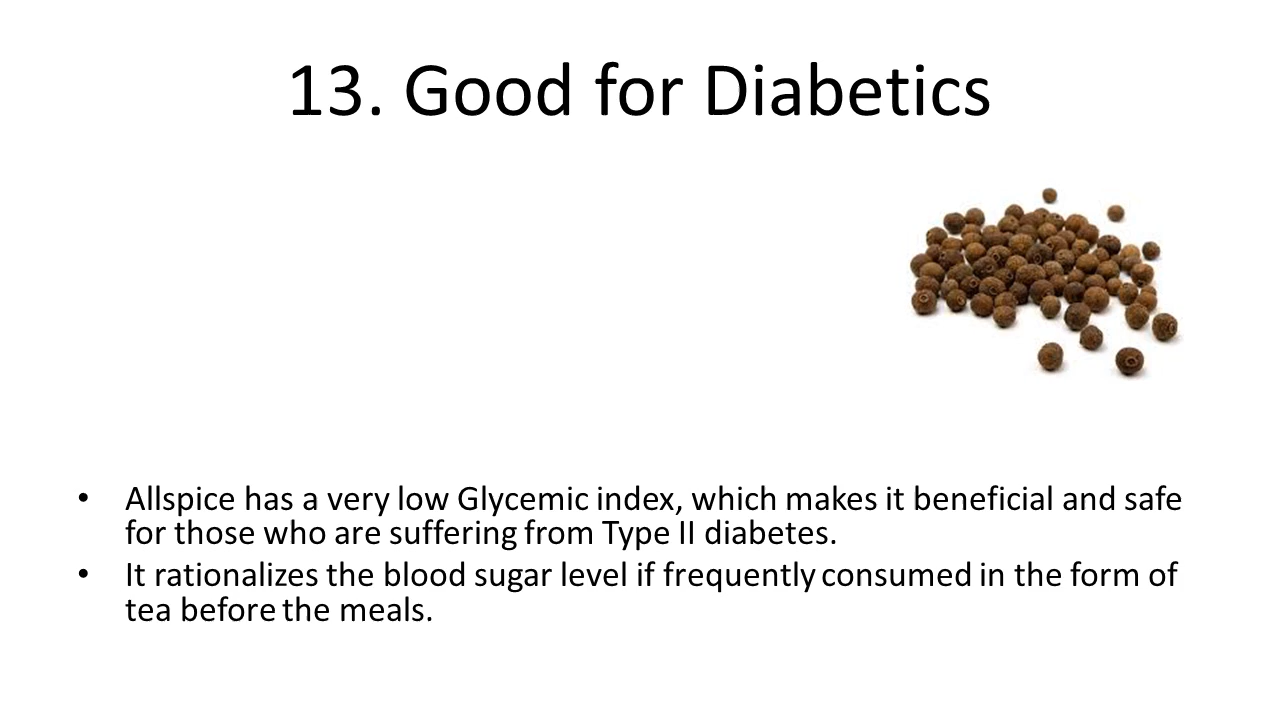 13. Good for Diabetics
• Allspice has a very low Glycemic index, which makes it beneficial and safe
for those who are suffering from Type II diabetes.
• It rationalizes the blood sugar level if frequently consumed in the form of
tea before the meals.